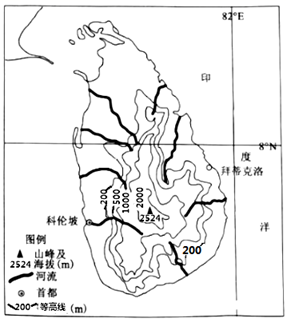 82°E
印
8°N
度
拜蒂克洛
200
500
1000
2000
2524
科伦坡
洋
200
图例
▲ 山峰及
2524 海拔(m)
河流
◎ 首都
200 等高线(m)